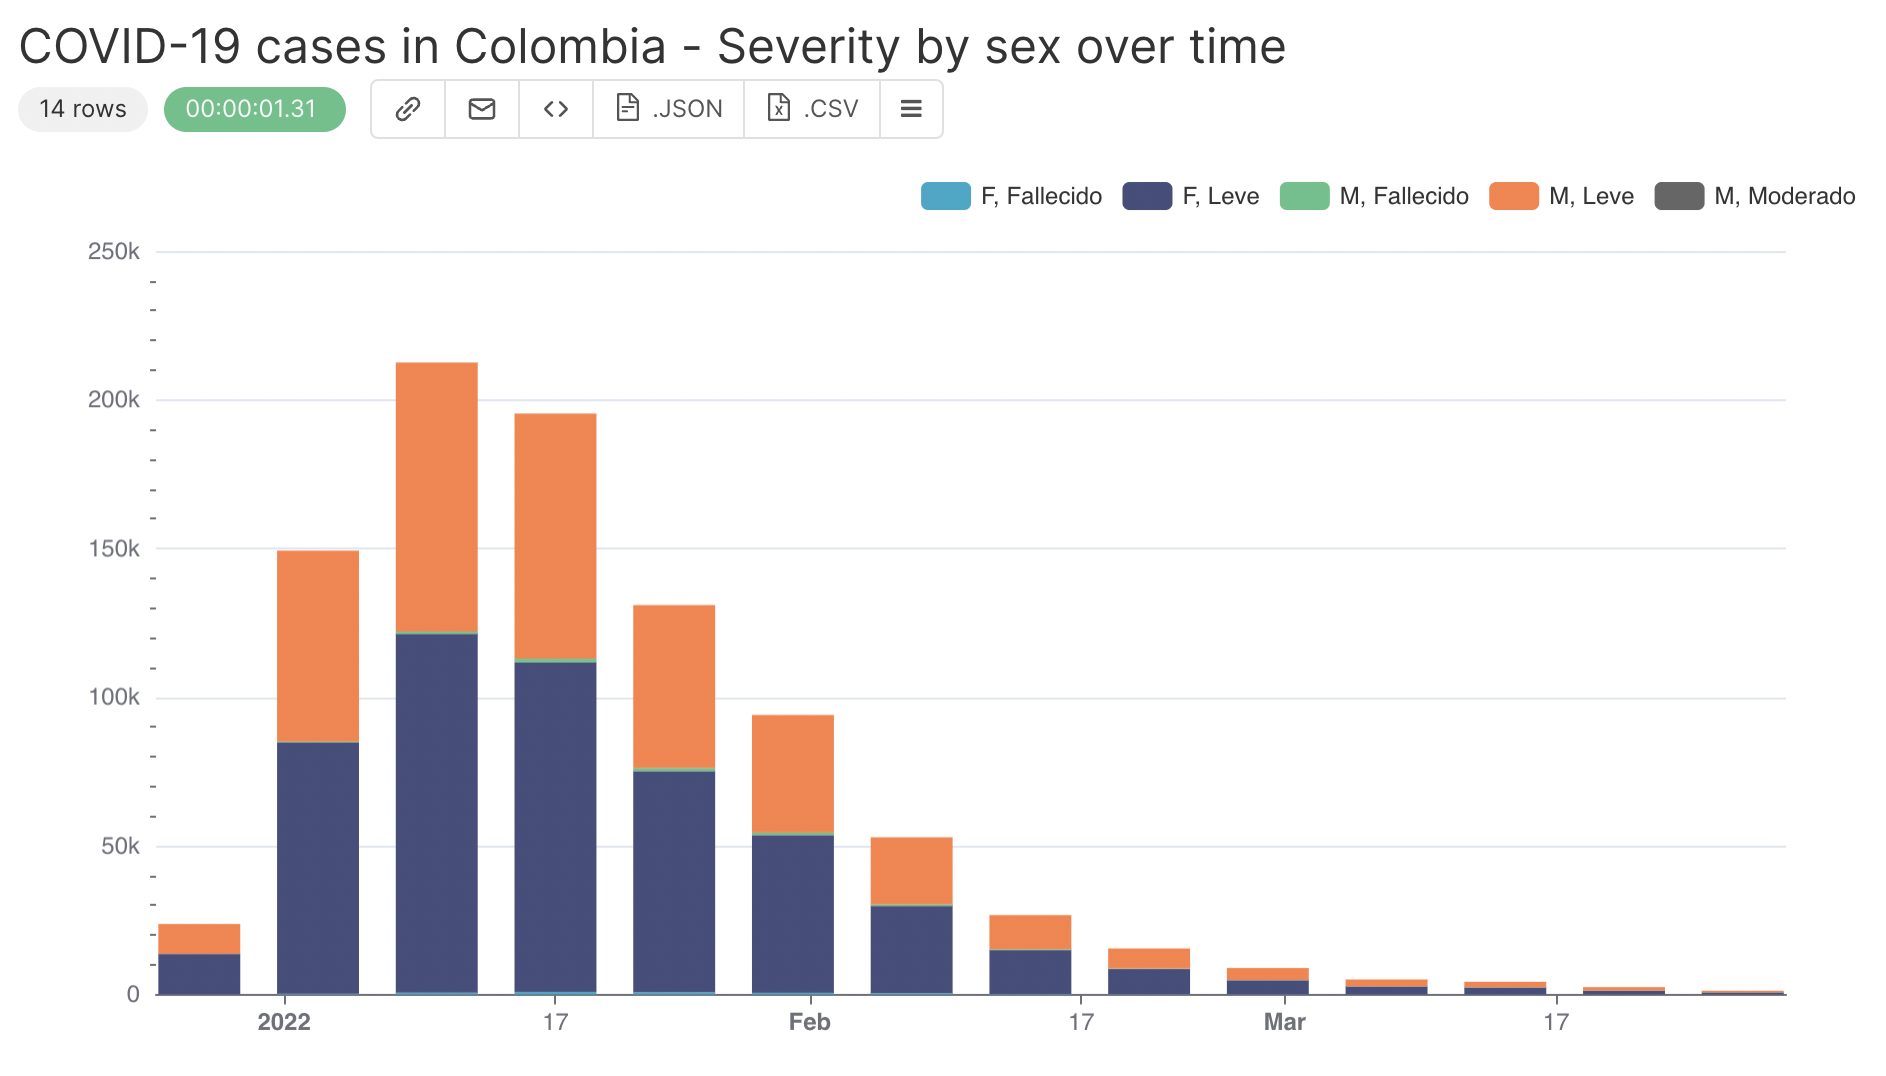 COVID-19 cases in Colombia - Severity by sex over time
14 rows 00:00:01.31 .JSON .CSV
F, Fallecido F, Leve M, Fallecido M, Leve M, Moderado
250k
200k
150k
100k
50k
0
2022 17 Feb 17 Mar 17